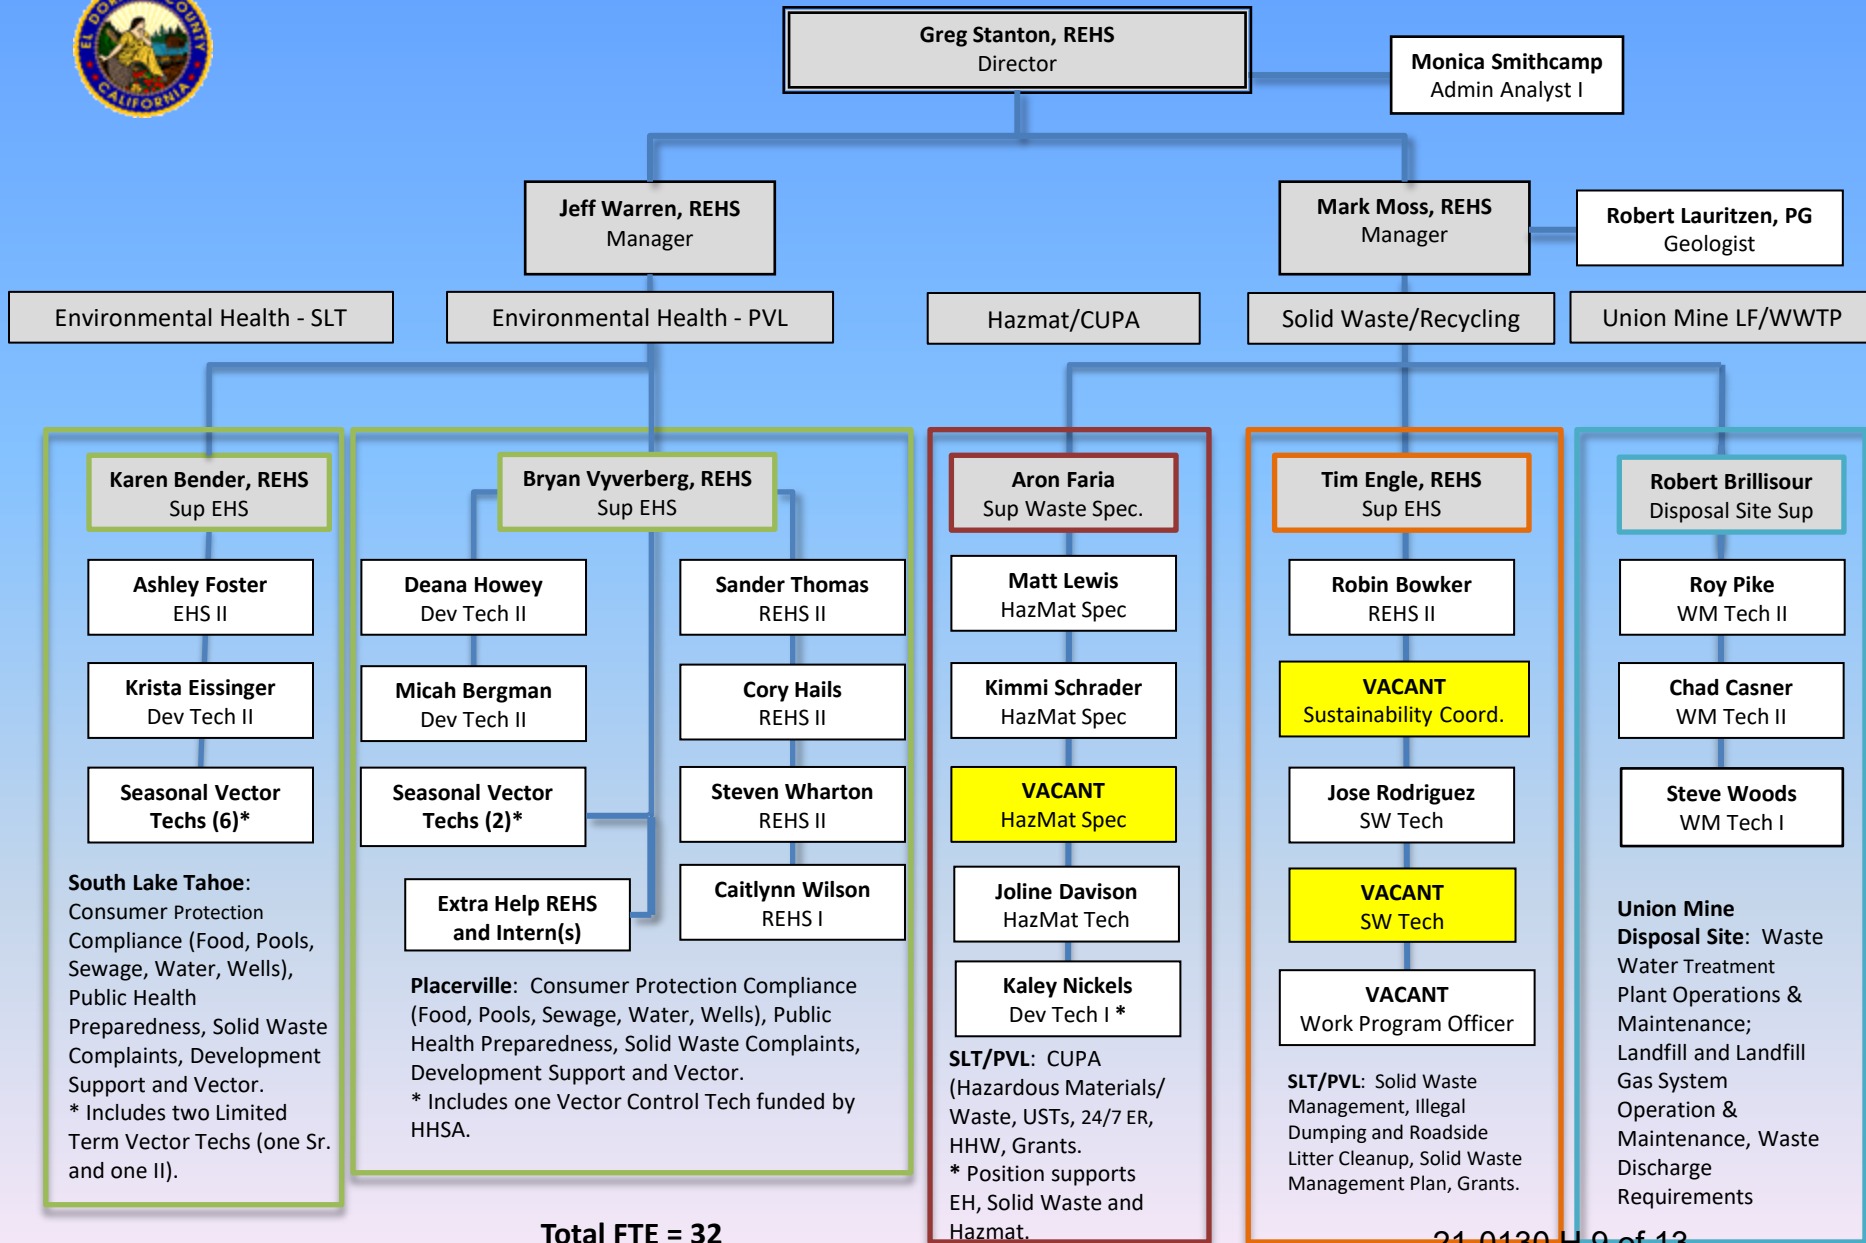 EL DORADO COUNTY
CALIFORNIA
Greg Stanton, REHS
Director
Monica Smithcamp
Admin Analyst I
Jeff Warren, REHS
Manager
Mark Moss, REHS
Manager
Robert Lauritzen, PG
Geologist
Environmental Health - SLT
Environmental Health - PVL
Hazmat/CUPA
Solid Waste/Recycling
Union Mine LF/WWTP
Karen Bender, REHS
Sup EHS
Ashley Foster
EHS II
Krista Eissinger
Dev Tech II
Seasonal Vector
Techs (6)*
South Lake Tahoe:
Consumer Protection
Compliance (Food, Pools,
Sewage, Water, Wells),
Public Health
Preparedness, Solid Waste
Complaints, Development
Support and Vector.
* Includes two Limited
Term Vector Techs (one Sr.
and one II).
Bryan Vyverberg, REHS
Sup EHS
Deana Howey
Dev Tech II
Micah Bergman
Dev Tech II
Seasonal Vector
Techs (2)*
Extra Help REHS
and Intern(s)
Sander Thomas
REHS II
Cory Hails
REHS II
Steven Wharton
REHS II
Caitlynn Wilson
REHS I
Placerville: Consumer Protection Compliance
(Food, Pools, Sewage, Water, Wells), Public
Health Preparedness, Solid Waste Complaints,
Development Support and Vector.
* Includes one Vector Control Tech funded by
HHSA.
Aron Faria
Sup Waste Spec.
Matt Lewis
HazMat Spec
Kimmi Schrader
HazMat Spec
VACANT
HazMat Spec
Joline Davison
HazMat Tech
Kaley Nickels
Dev Tech I *
SLT/PVL: CUPA
(Hazardous Materials/
Waste, USTs, 24/7 ER,
HHW, Grants.
* Position supports
EH, Solid Waste and
Hazmat.
Tim Engle, REHS
Sup EHS
Robin Bowker
REHS II
VACANT
Sustainability Coord.
Jose Rodriguez
SW Tech
VACANT
SW Tech
VACANT
Work Program Officer
SLT/PVL: Solid Waste
Management, Illegal
Dumping and Roadside
Litter Cleanup, Solid Waste
Management Plan, Grants.
Robert Brillisour
Disposal Site Sup
Roy Pike
WM Tech II
Chad Casner
WM Tech II
Steve Woods
WM Tech I
Union Mine
Disposal Site: Waste
Water Treatment
Plant Operations &
Maintenance;
Landfill and Landfill
Gas System
Operation &
Maintenance, Waste
Discharge
Requirements
Total FTE = 32
21-0130 H 9 of 13